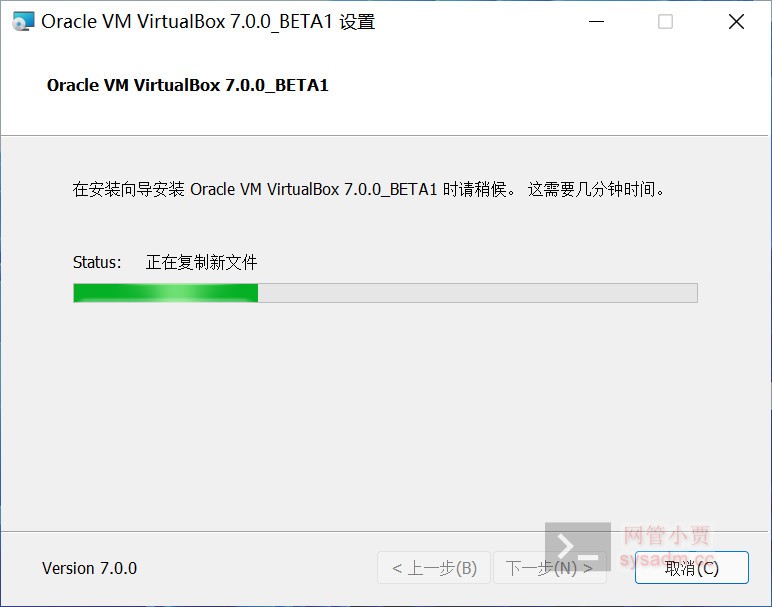 Oracle VM VirtualBox 7.0.0_BETA1 设置
Oracle VM VirtualBox 7.0.0_BETA1
在安装向导安装 Oracle VM VirtualBox 7.0.0_BETA1 时请稍候。 这需要几分钟时间。
Status: 正在复制新文件
网管小贾
sysadm.cc
Version 7.0.0 < 上一步(B) 下一步(N) > 取消(C)